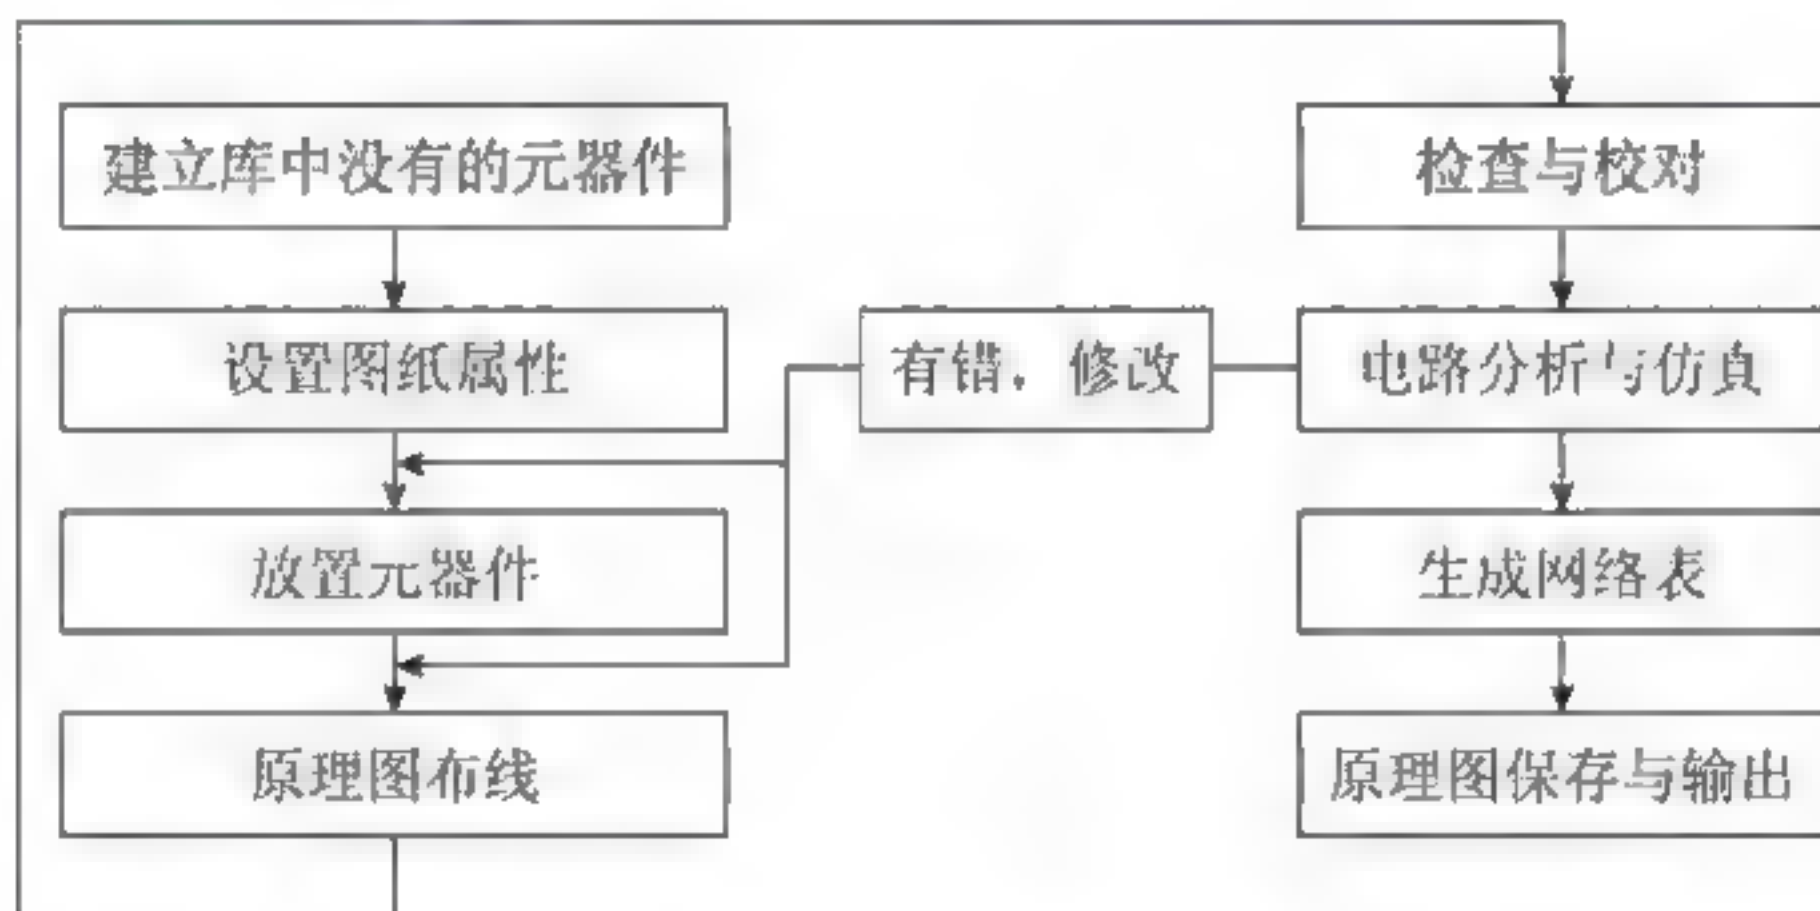 建立库中没有的元器件
设置图纸属性
放置元器件
原理图布线
有错，修改
检查与校对
电路分析与仿真
生成网络表
原理图保存与输出